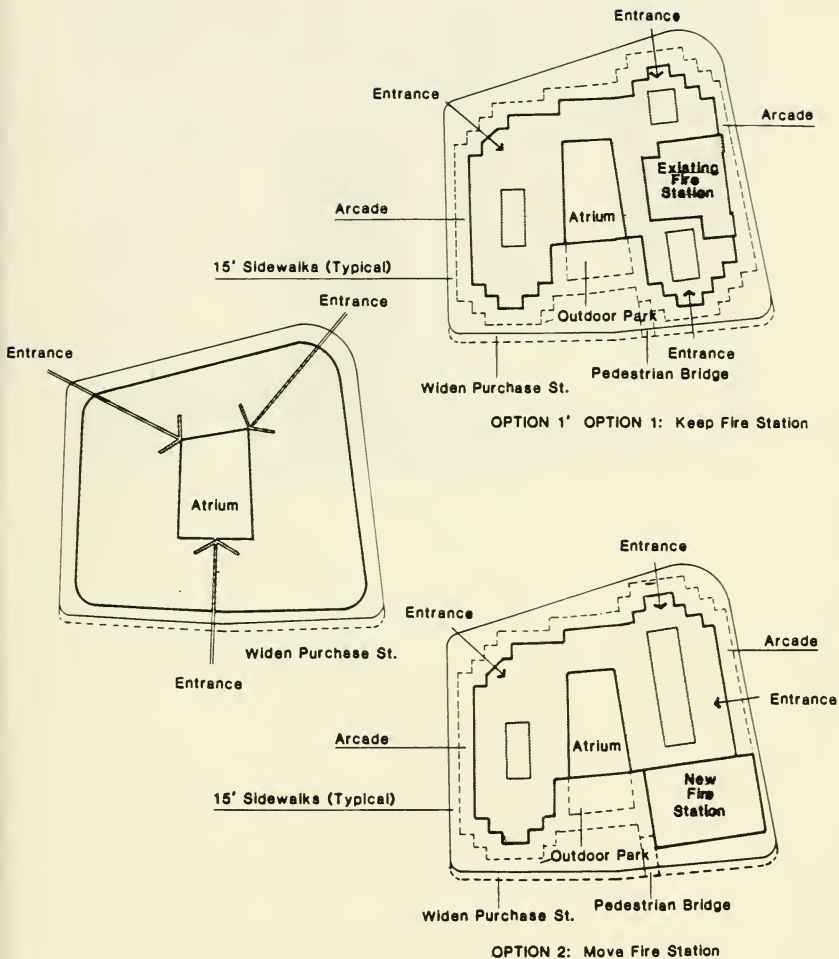 Entrance
Entrance
Arcade
Existing
Fire
Station
Arcade
Atrium
15' Sidewalka (Typical)
Outdoor Park
Entrance
Widen Purchase St.
Pedestrian Bridge
OPTION 1' OPTION 1: Keep Fire Station
Entrance
Entrance
Atrium
Widen Purchase St.
Entrance
Entrance
Entrance
Arcade
Entrance
Arcade
Atrium
New
Fire
Station
15' Sidewalks (Typical)
Outdoor Park
Widen Purchase St.
Pedestrian Bridge
OPTION 2: Move Fire Station